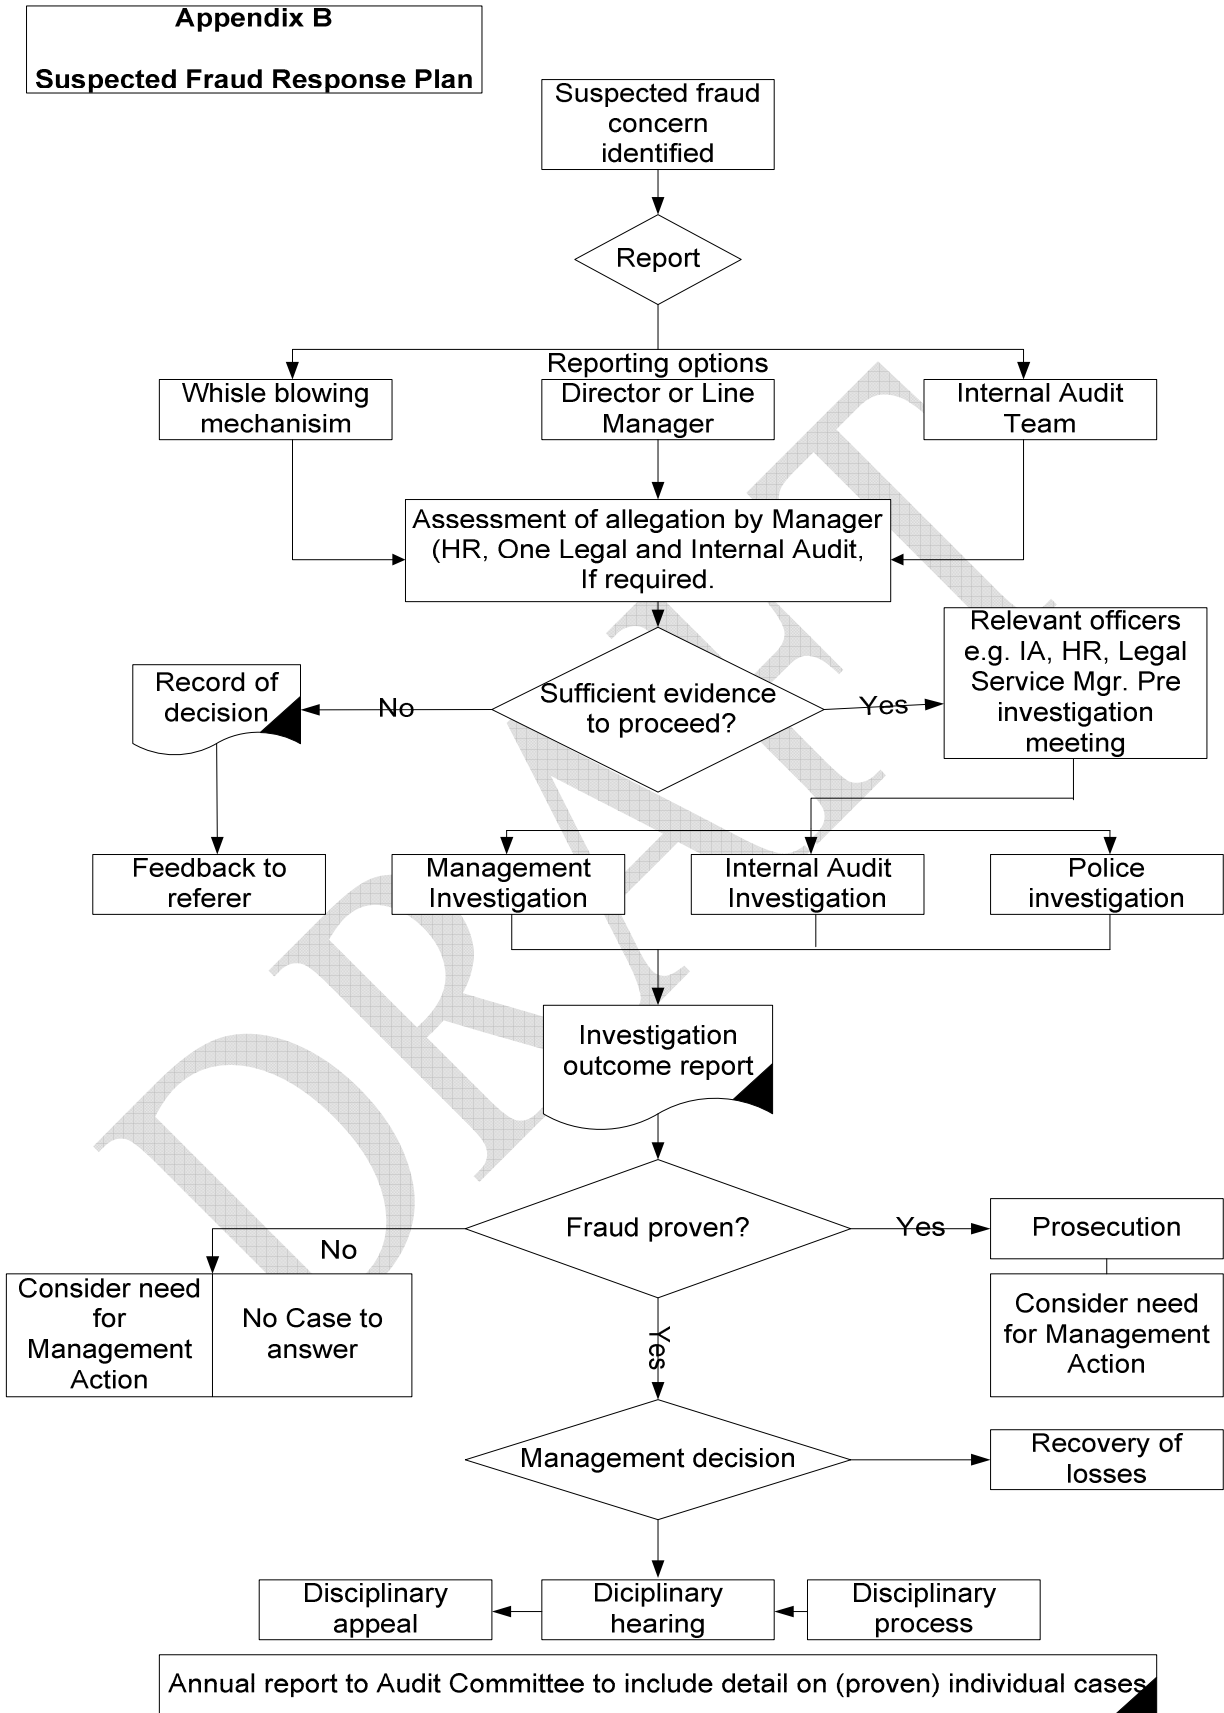 Appendix B
Suspected Fraud Response Plan
Suspected fraud
concern
identified
Report
Reporting options
Whisle blowing
mechanisim
Director or Line
Manager
Internal Audit
Team
Assessment of allegation by Manager
(HR, One Legal and Internal Audit,
If required.
Sufficient evidence
to proceed?
No
Yes
Record of
decision
Relevant officers
e.g. IA, HR, Legal
Service Mgr. Pre
investigation
meeting
Feedback to
referer
Management
Investigation
Internal Audit
Investigation
Police
investigation
Investigation
outcome report
Fraud proven?
No
Yes
Prosecution
Consider need
for
Management
Action
No Case to
answer
Consider need
for Management
Action
Yes
Management decision
Recovery of
losses
Disciplinary
appeal
Diciplinary
hearing
Disciplinary
process
Annual report to Audit Committee to include detail on (proven) individual cases
DRAFT